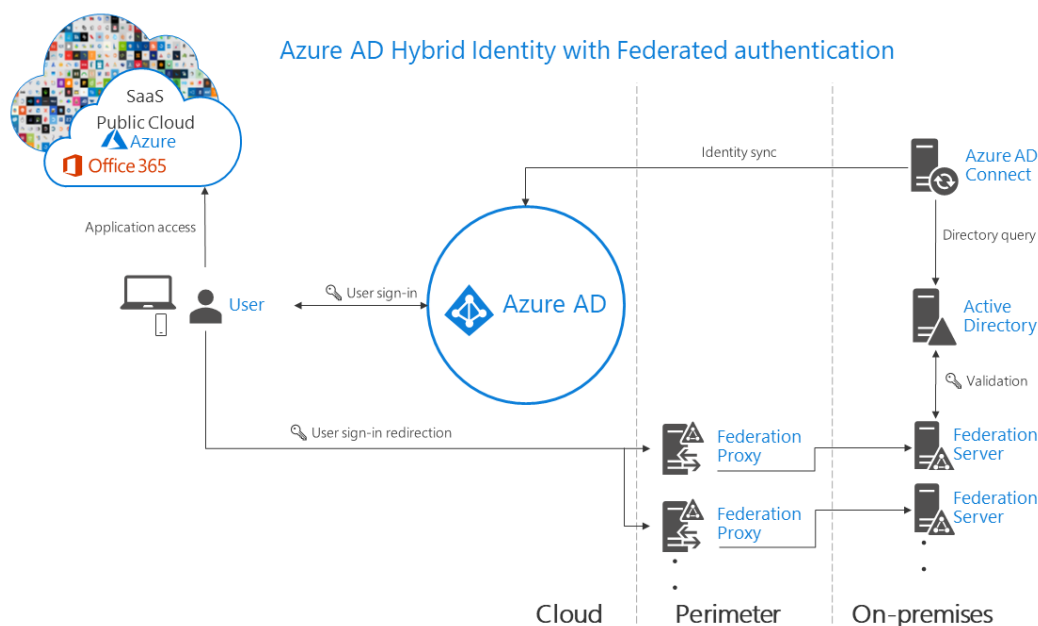 Azure AD Hybrid Identity with Federated authentication
SaaS
Public Cloud
Azure
Office 365
Identity sync
Azure AD
Connect
Application access
Directory query
User
User sign-in
Azure AD
Active
Directory
Validation
User sign-in redirection
Federation
Proxy
Federation
Server
Federation
Proxy
Federation
Server
Cloud
Perimeter
On-premises